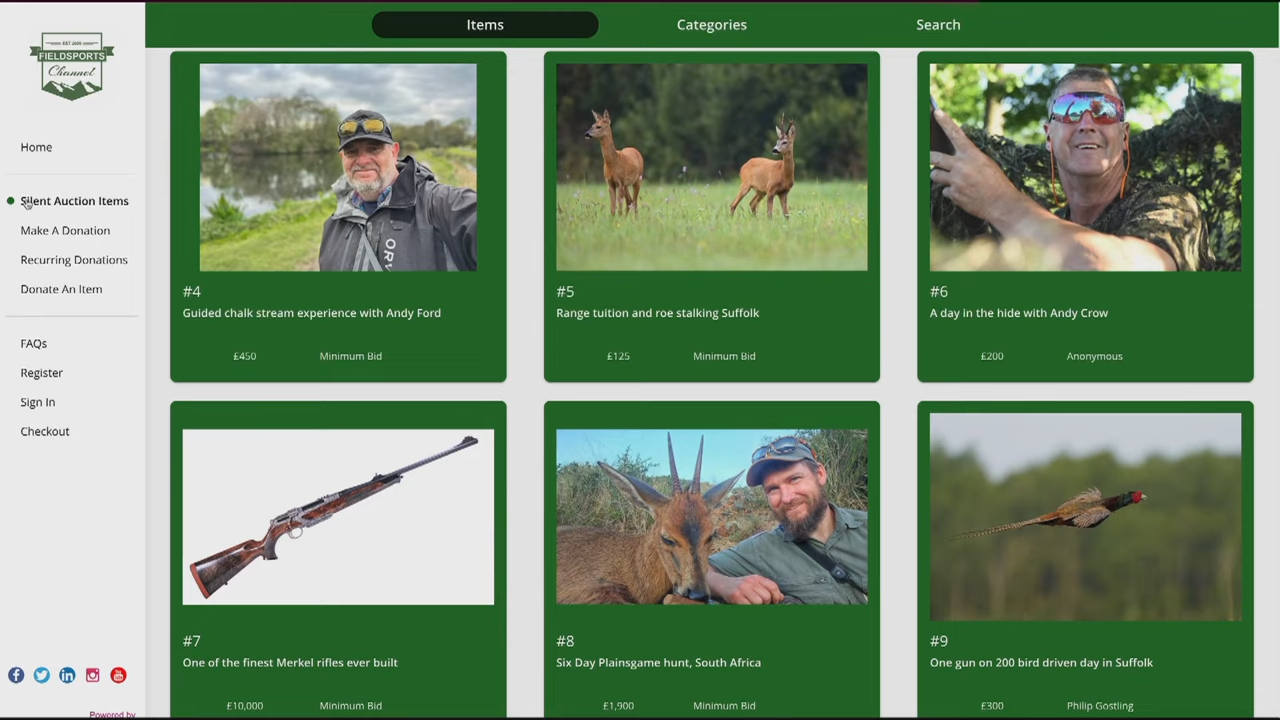 Items
Categories
Search
EST 2009
FIELDSPORTS
Channel
Home
Silent Auction Items
Make A Donation
Recurring Donations
Donate An Item
FAQs
Register
Sign In
Checkout
Powered by
ORV
#4
Guided chalk stream experience with Andy Ford
£450 Minimum Bid
#5
Range tuition and roe stalking Suffolk
£125 Minimum Bid
#6
A day in the hide with Andy Crow
£200 Anonymous
#7
One of the finest Merkel rifles ever built
£10,000 Minimum Bid
#8
Six Day Plainsgame hunt, South Africa
£1,900 Minimum Bid
#9
One gun on 200 bird driven day in Suffolk
£300 Philip Gostling